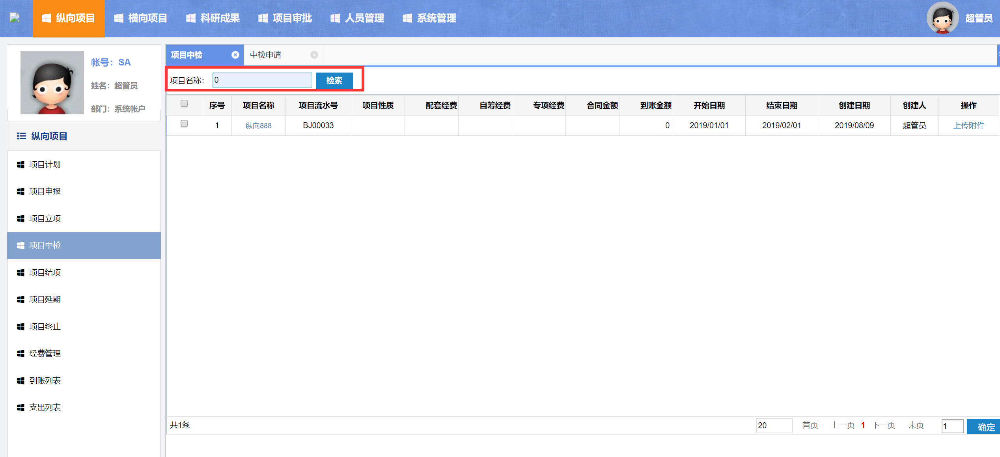 纵向项目 横向项目 科研成果 项目审批 人员管理 系统管理 超管员
帐号：SA
姓名：超管员
部门：系统帐户
纵向项目
项目计划
项目申报
项目立项
项目中检
项目结项
项目延期
项目终止
经费管理
到账列表
支出列表
项目中检 中检申请
项目名称： 0 检索
序号 项目名称 项目流水号 项目性质 配套经费 自筹经费 专项经费 合同金额 到账金额 开始日期 结束日期 创建日期 创建人 操作
1 纵向888 BJ00033 0 2019/01/01 2019/02/01 2019/08/09 超管员 上传附件
共1条 20 首页 上一页 1 下一页 末页 1 确定